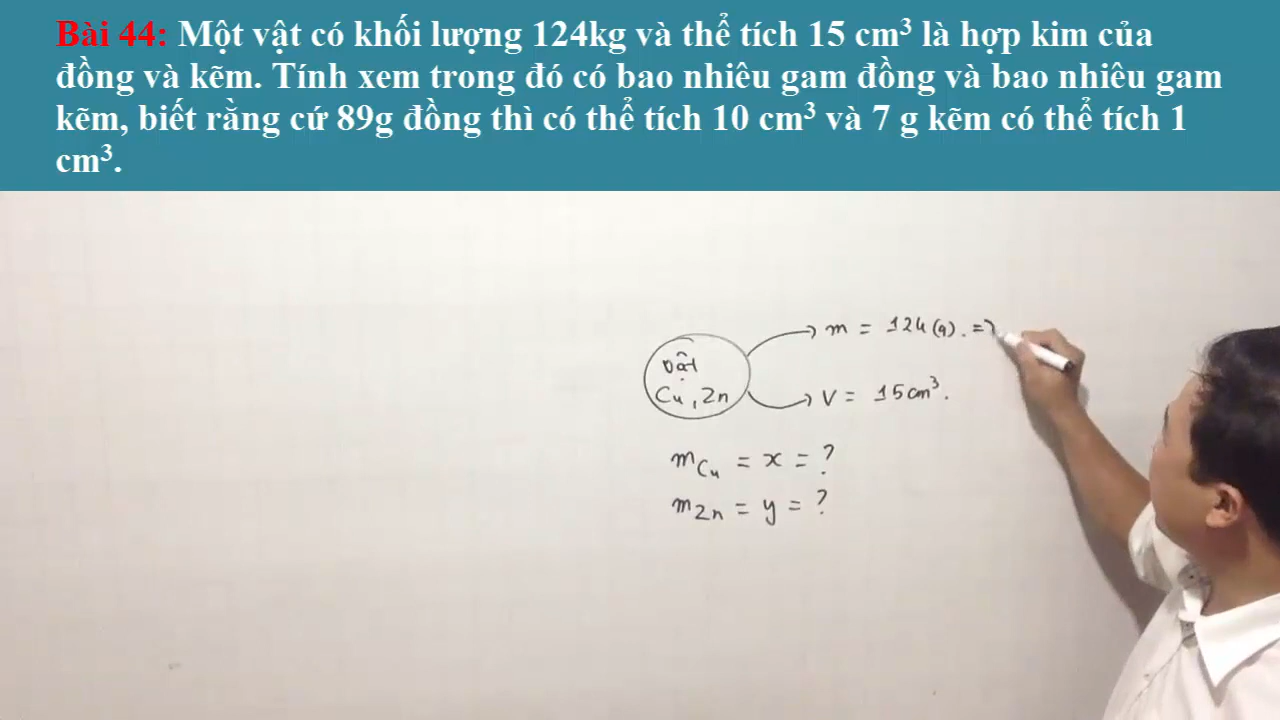 Bài 44: Một vật có khối lượng 124kg và thể tích 15 cm³ là hợp kim của
đồng và kẽm. Tính xem trong đó có bao nhiêu gam đồng và bao nhiêu gam
kẽm, biết rằng cứ 89g đồng thì có thể tích 10 cm³ và 7 g kẽm có thể tích 1
cm³.
m = 124(g). =>
Vật
Cu, Zn
V = 15cm³.
m_Cu = x = ?
m_Zn = y = ?